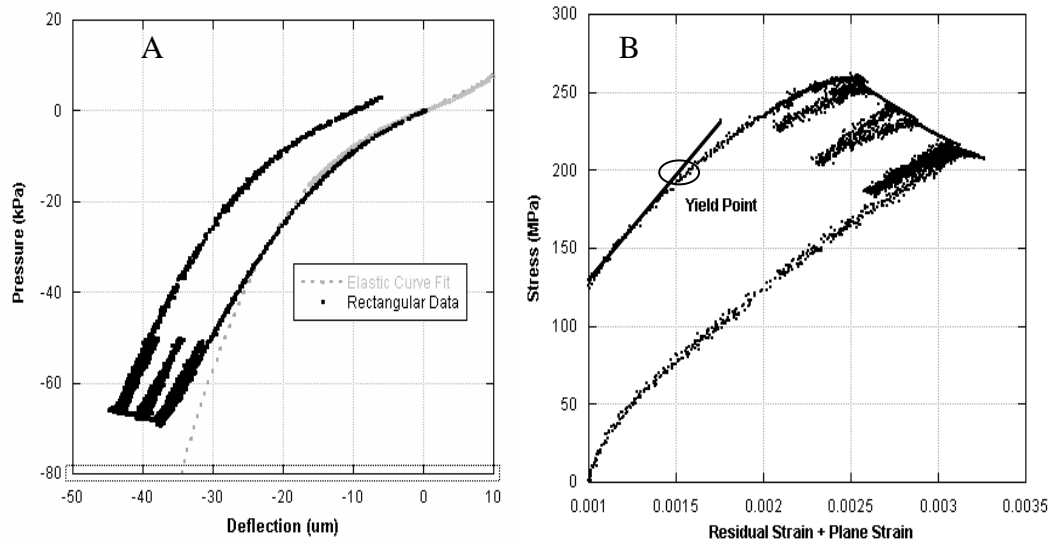 A
20
0
-20
-40
-60
-80
Pressure (kPa)
-50
-40
-30
-20
-10
0
10
Deflection (um)
Elastic Curve Fit
Rectangular Data
B
300
250
200
150
100
50
0
Stress (MPa)
Yield Point
0.001
0.0015
0.002
0.0025
0.003
0.0035
Residual Strain + Plane Strain